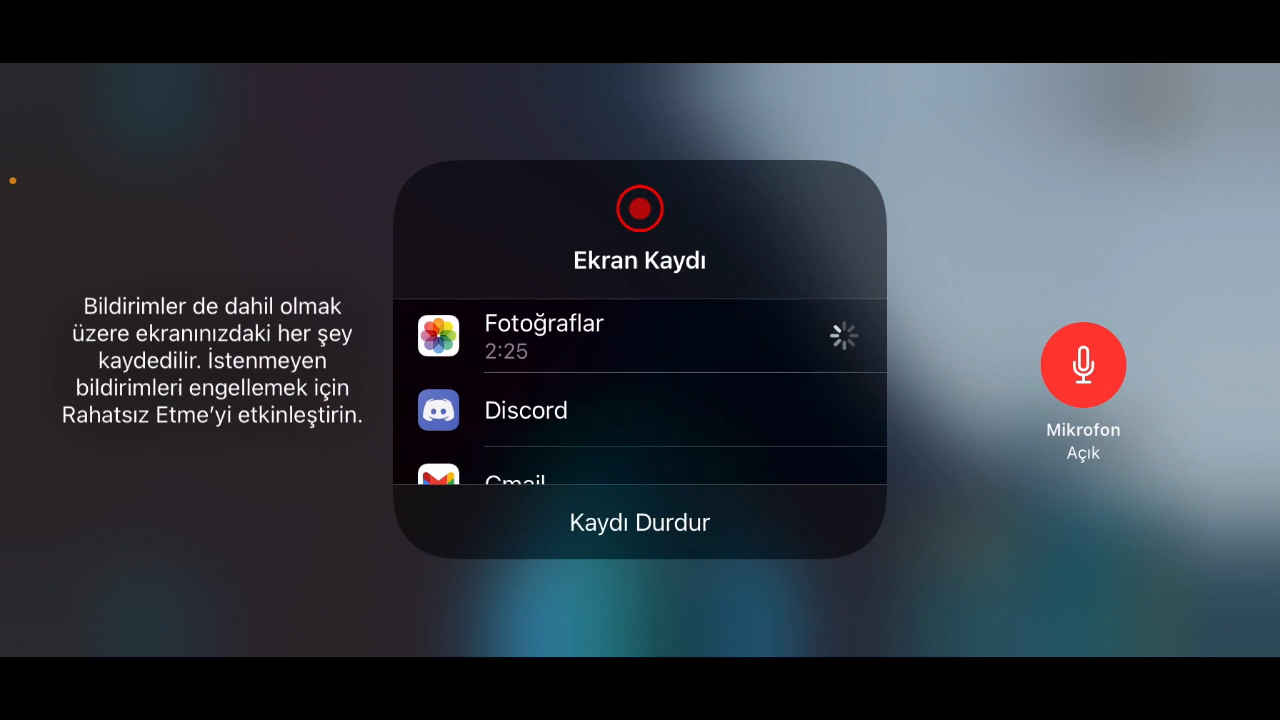 Ekran Kaydı
Bildirimler de dahil olmak
üzere ekranınızdaki her şey
kaydedilir. İstenmeyen
bildirimleri engellemek için
Rahatsız Etme’yi etkinleştirin.
Fotoğraflar
2:25
Discord
Gmail
Kaydı Durdur
Mikrofon
Açık